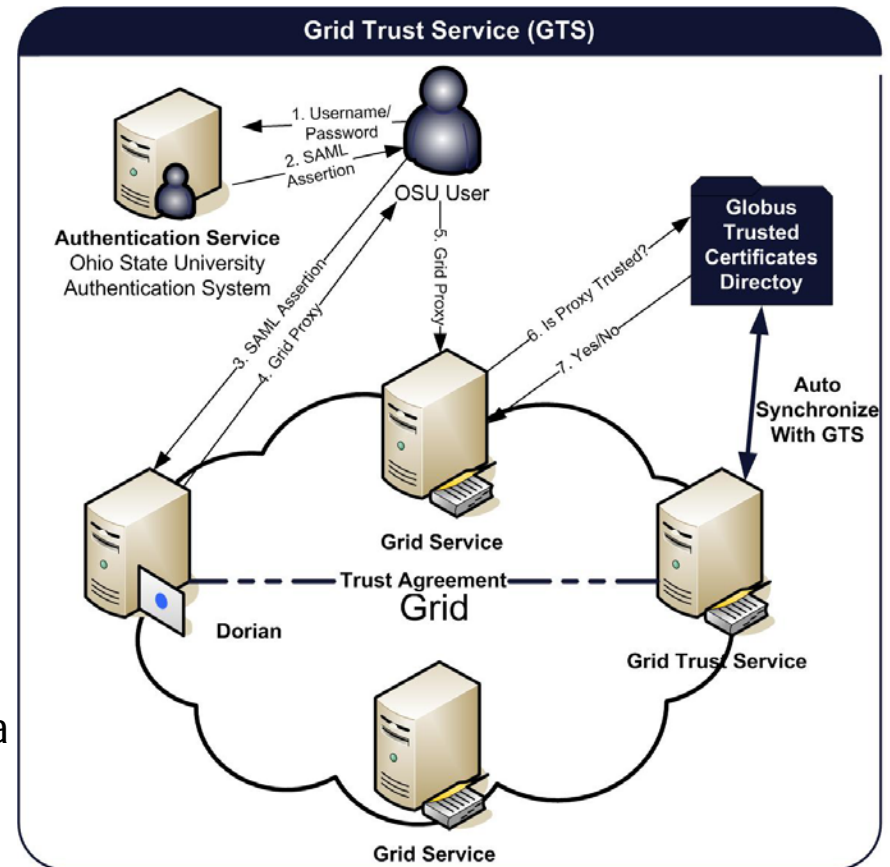 Grid Trust Service (GTS)
1. Username/
Password
2. SAML
Assertion
OSU User
Authentication Service
Ohio State University
Authentication System
3. SAML Assertion
4. Grid Proxy
5. Grid Proxy
6. Is Proxy Trusted?
7. Yes/No
Globus
Trusted
Certificates
Directoy
Auto
Synchronize
With GTS
Grid Service
Trust Agreement
Grid
Dorian
Grid Trust Service
a
Grid Service